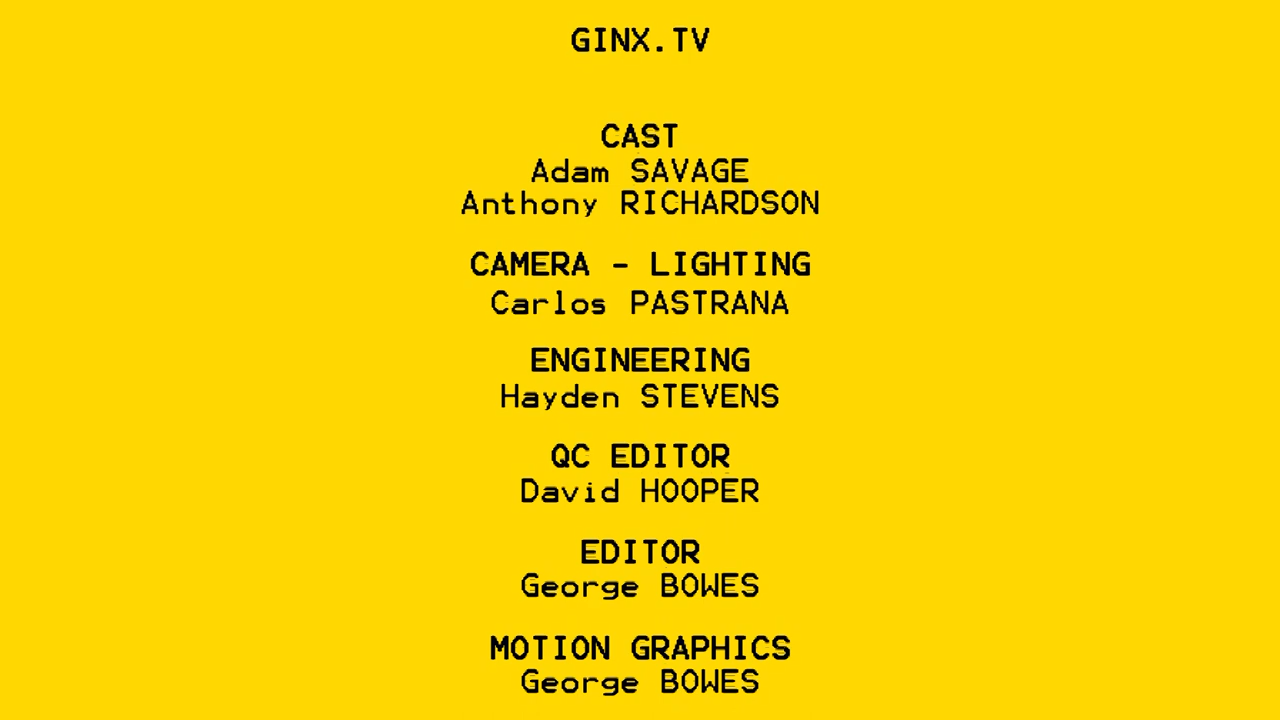 GINX.TV
CAST
Adam SAVAGE
Anthony RICHARDSON
CAMERA - LIGHTING
Carlos PASTRANA
ENGINEERING
Hayden STEVENS
QC EDITOR
David HOOPER
EDITOR
George BOWES
MOTION GRAPHICS
George BOWES